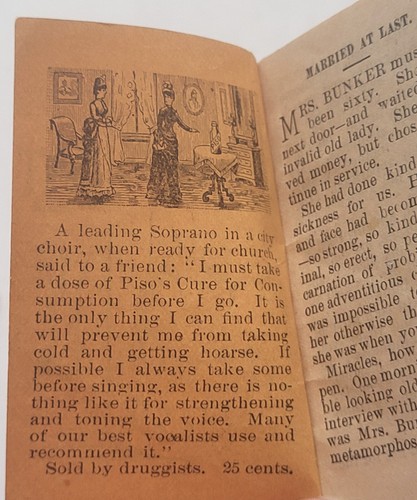 A leading Soprano in a city
choir, when ready for church,
said to a friend: "I must take
a dose of Piso's Cure for Con-
sumption before I go. It is
the only thing I can find that
will prevent me from taking
cold and getting hoarse. If
possible I always take some
before singing, as there is no-
thing like it for strengthening
and toning the voice. Many
of our best vocalists use and
recommend it."
Sold by druggists. 25 cents.
MARRIED AT LAST.
MRS. BUNKER mus
been sixty. She
next door—and waited
invalid old lady. She
ved money, but chos
tinue in service.
She had done kind
sickness for us. H
and face had becom
—so strong, so kind
inal, so erect, so re
carnation of probi
one adventitious
was impossible t
her otherwise th
she was when yo
Miracles, how
pen. One morn
ble looking ol
interview with
was Mrs. Bu
metamorphos